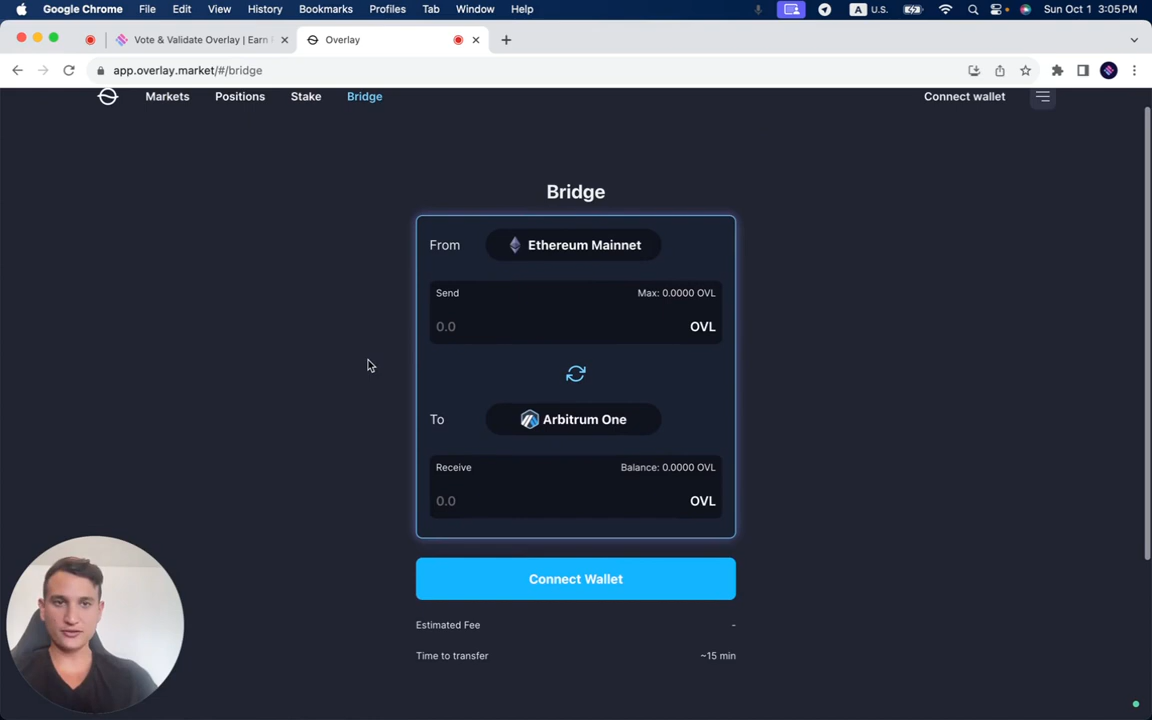 Google Chrome File Edit View History Bookmarks Profiles Tab Window Help A U.S. Sun Oct 1 3:05 PM
Vote & Validate Overlay | Earn Overlay
app.overlay.market/#/bridge
Markets Positions Stake Bridge Connect wallet
Bridge
From Ethereum Mainnet
Send Max: 0.0000 OVL
0.0 OVL
To Arbitrum One
Receive Balance: 0.0000 OVL
0.0 OVL
Connect Wallet
Estimated Fee -
Time to transfer ~15 min